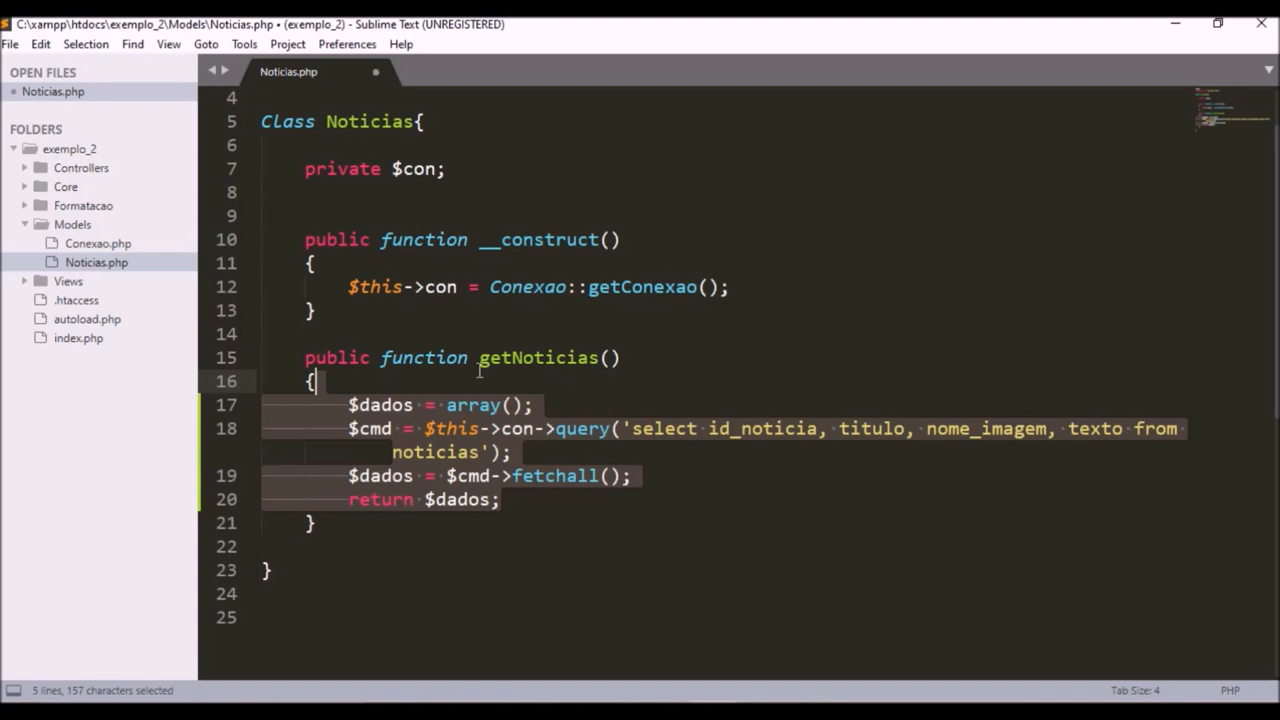 C:\xampp\htdocs\exemplo_2\Models\Noticias.php • (exemplo_2) - Sublime Text (UNREGISTERED)
File Edit Selection Find View Goto Tools Project Preferences Help
OPEN FILES
Noticias.php
FOLDERS
exemplo_2
Controllers
Core
Formatacao
Models
Conexao.php
Noticias.php
Views
.htaccess
autoload.php
index.php
Noticias.php
4
5 Class Noticias{
6
7 private $con;
8
9
10 public function __construct()
11 {
12 $this->con = Conexao::getConexao();
13 }
14
15 public function getNoticias()
16 {
17 $dados = array();
18 $cmd = $this->con->query('select id_noticia, titulo, nome_imagem, texto from
noticias');
19 $dados = $cmd->fetchall();
20 return $dados;
21 }
22
23 }
24
25
5 lines, 157 characters selected
Tab Size: 4
PHP